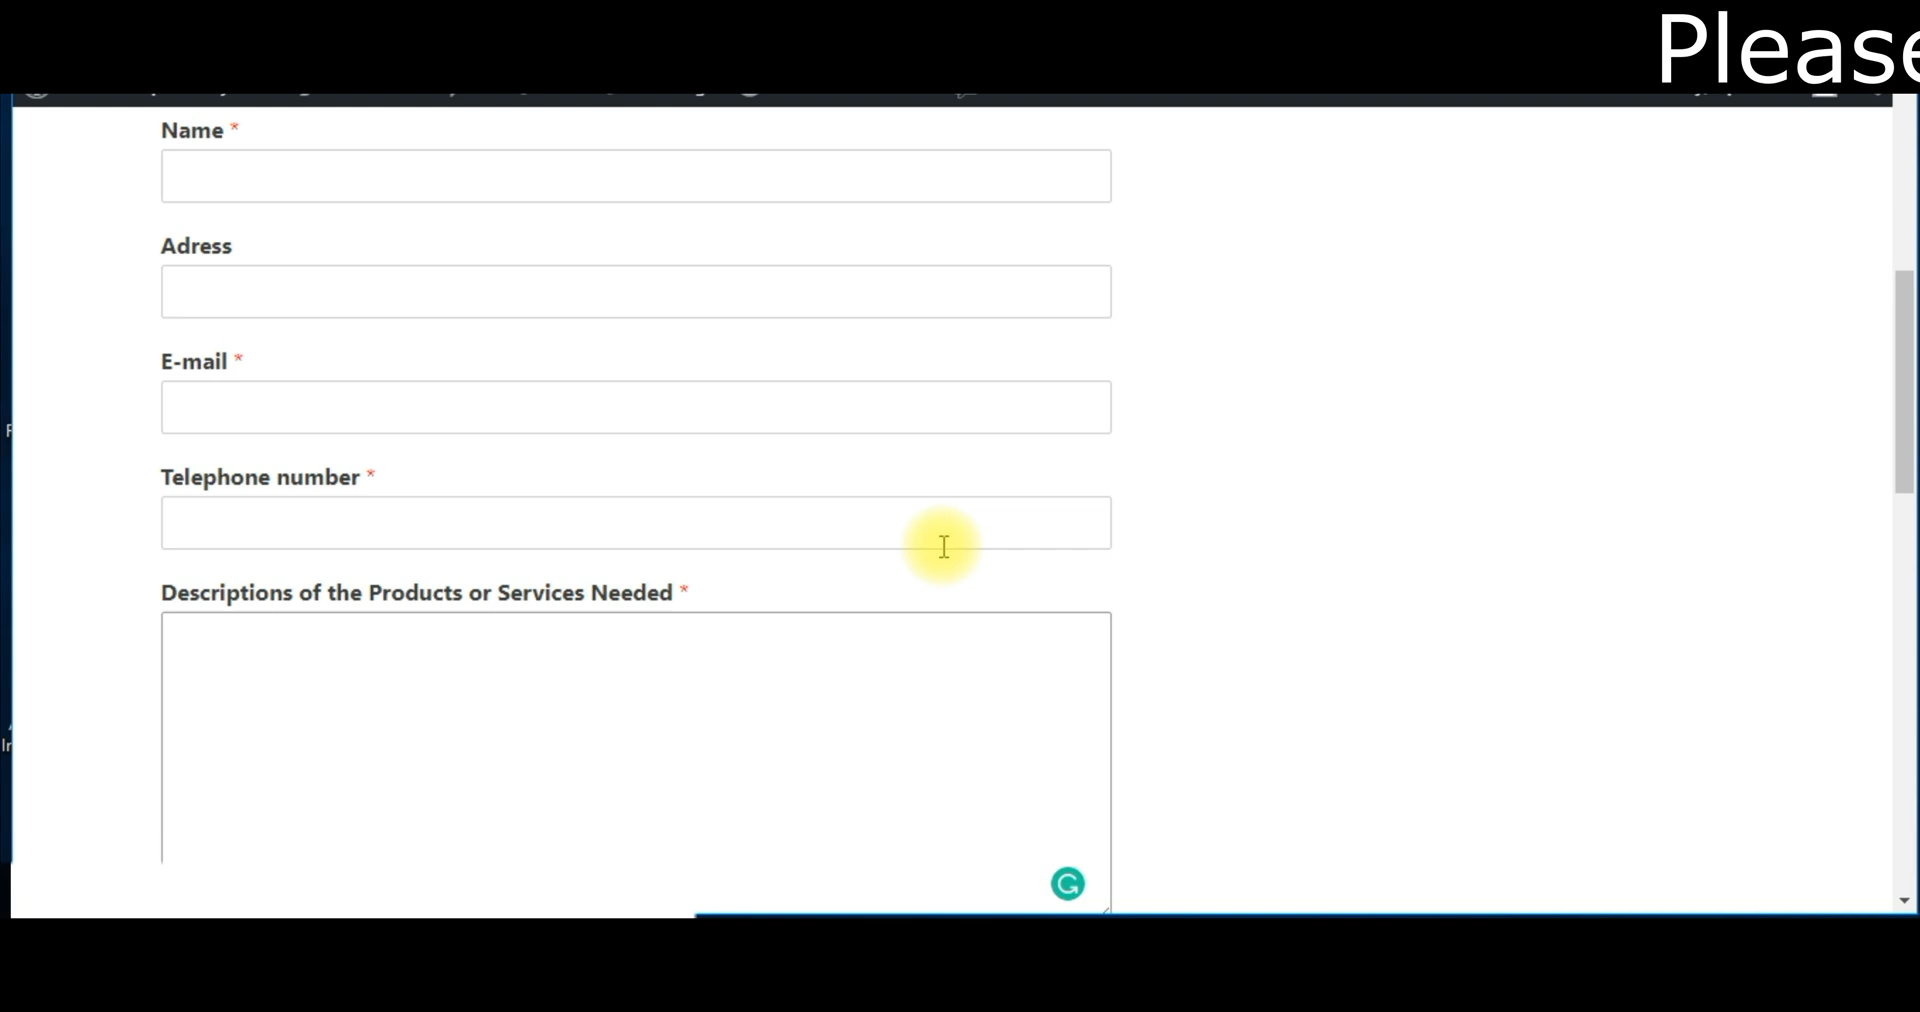 Please
Name *
Adress
E-mail *
Telephone number *
Descriptions of the Products or Services Needed *